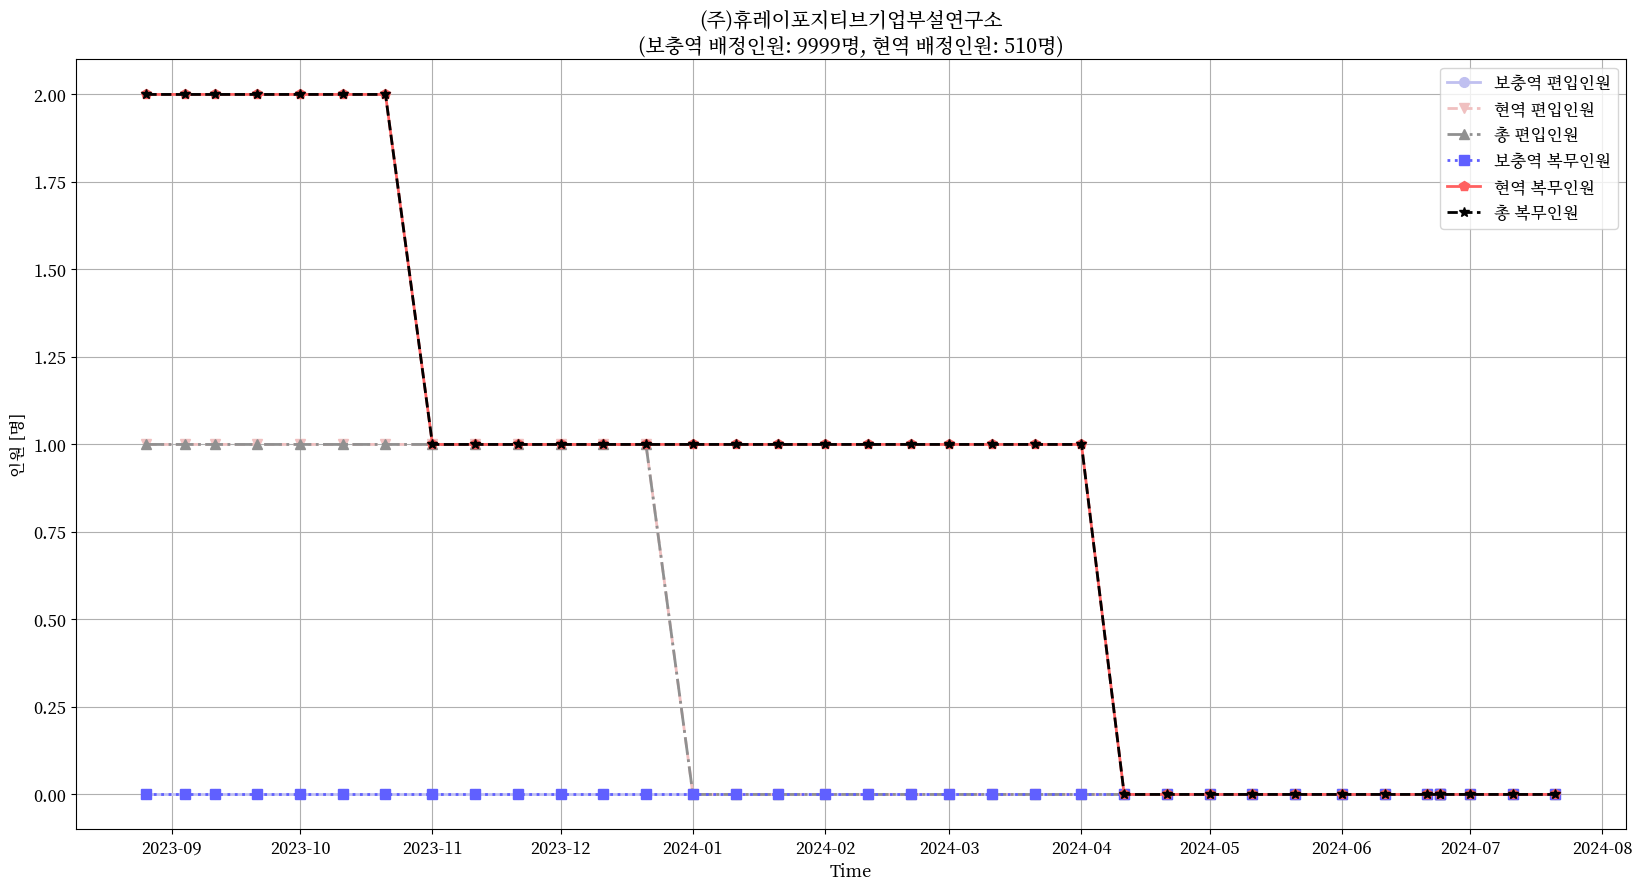 (주)휴레이포지티브기업부설연구소
(보충역 배정인원: 9999명, 현역 배정인원: 510명)
보충역 편입인원
현역 편입인원
총 편입인원
보충역 복무인원
현역 복무인원
총 복무인원
인원 [명]
2.00
1.75
1.50
1.25
1.00
0.75
0.50
0.25
0.00
2023-09 2023-10 2023-11 2023-12 2024-01 2024-02 2024-03 2024-04 2024-05 2024-06 2024-07 2024-08
Time